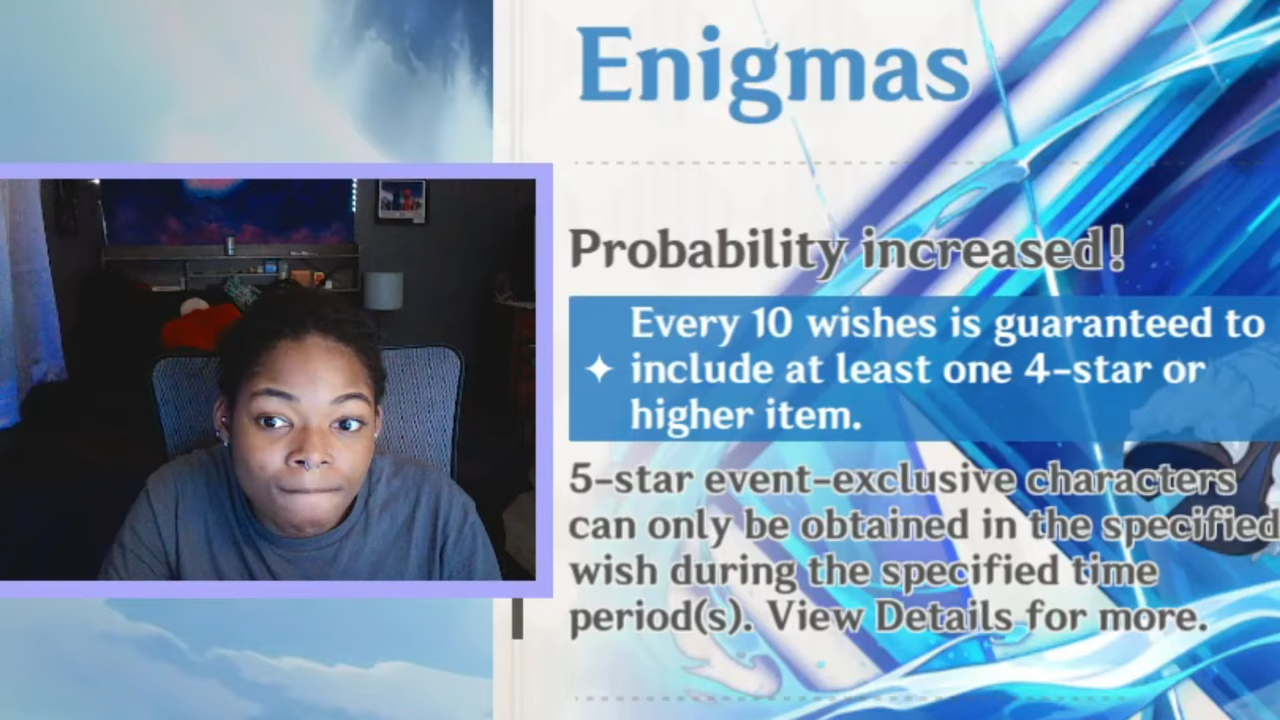 Enigmas
Probability increased!
Every 10 wishes is guaranteed to
include at least one 4-star or
higher item.
5-star event-exclusive characters
can only be obtained in the specified
wish during the specified time
period(s). View Details for more.